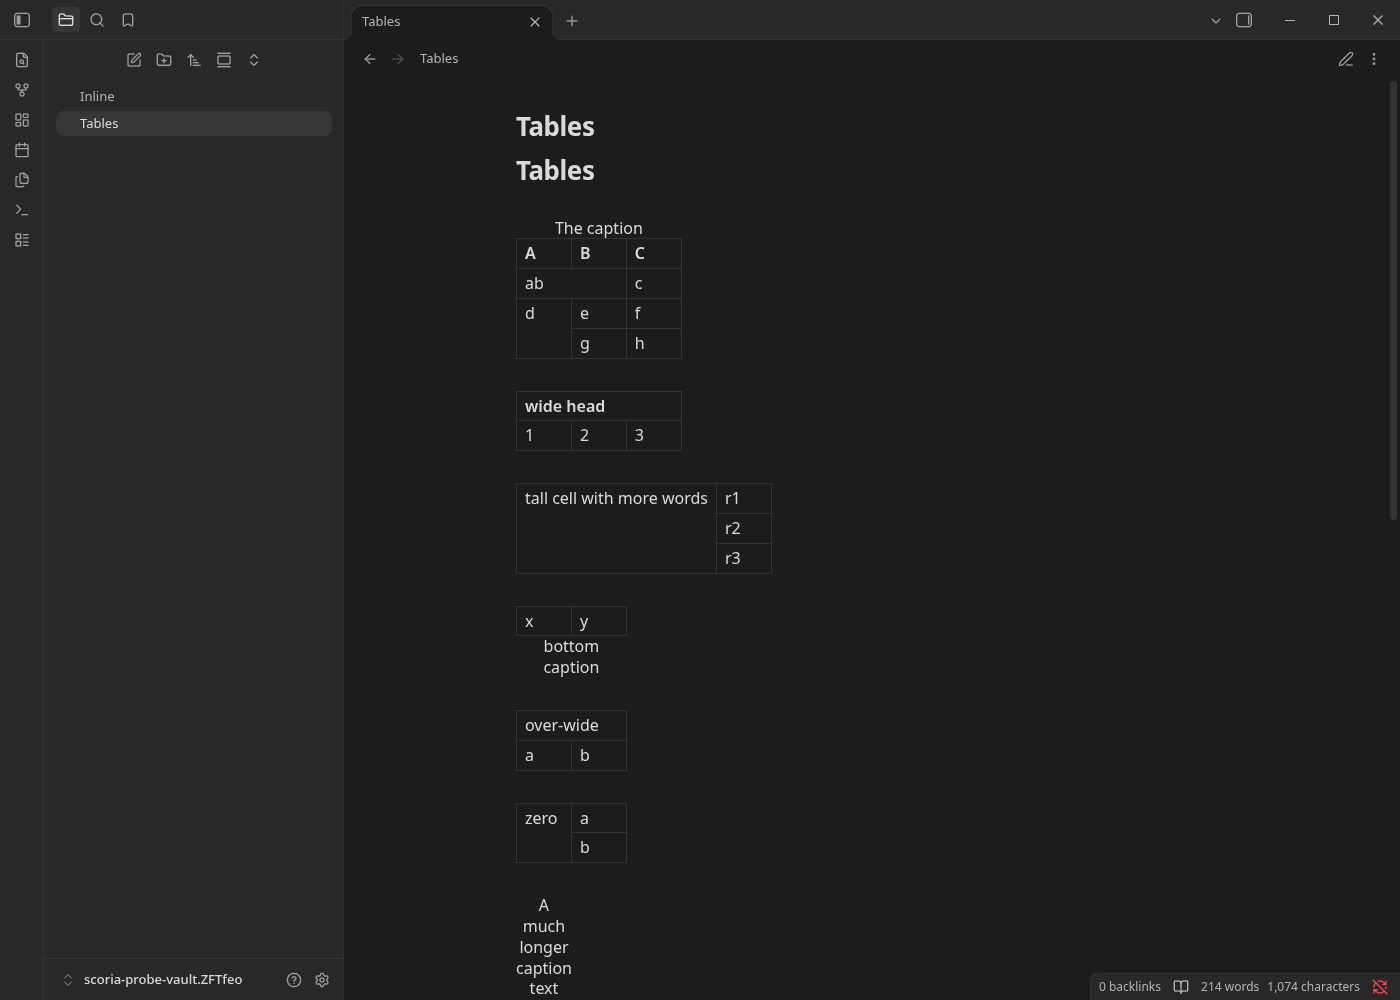 Tables
Tables
Inline
Tables
Tables
Tables
The caption
A B C
ab c
d e f
g h
wide head
1 2 3
tall cell with more words r1
r2
r3
x y
bottom
caption
over-wide
a b
zero a
b
A
much
longer
caption
text
scoria-probe-vault.ZFTfeo
0 backlinks 214 words 1,074 characters